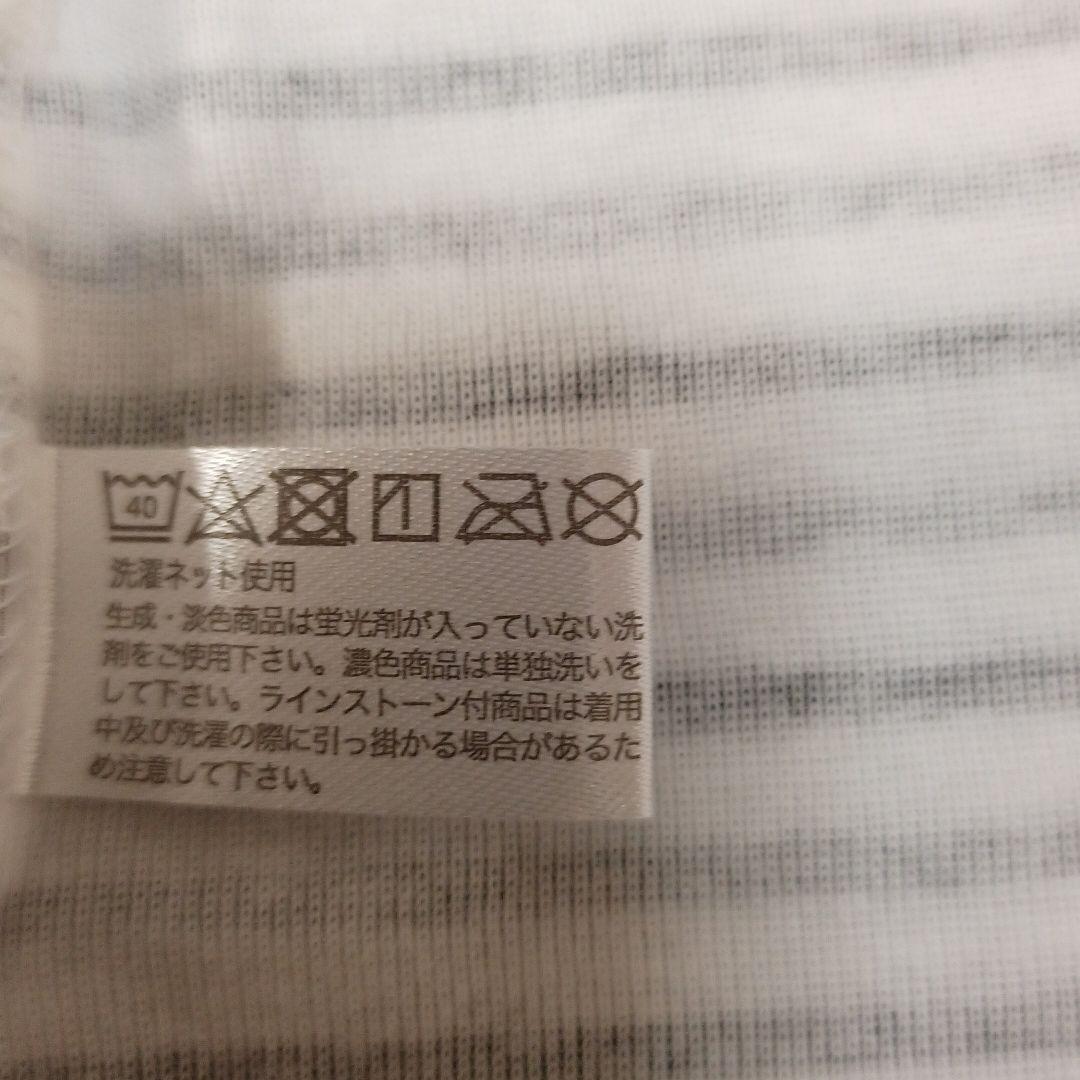 40
洗濯ネット使用
生成・淡色商品は蛍光剤が入っていない洗
剤をご使用下さい。濃色商品は単独洗いを
して下さい。ラインストーン付商品は着用
中及び洗濯の際に引っ掛かる場合があるた
め注意して下さい。